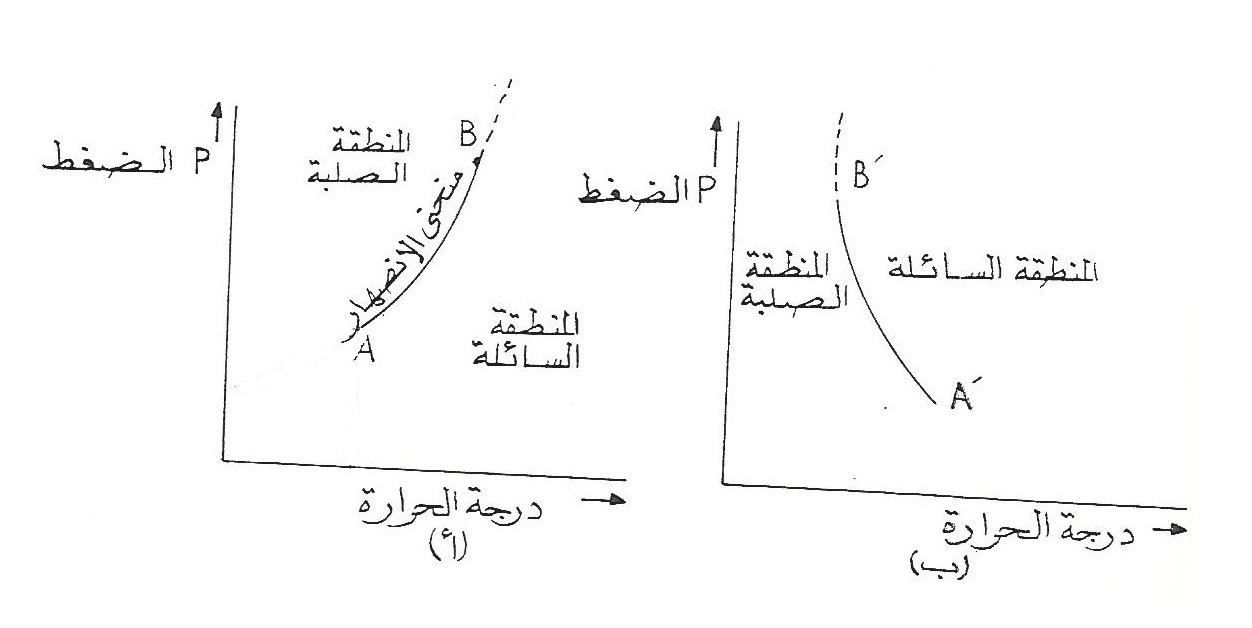 B
المنطقة
الصلبة
الضغط P
منحنى الانصهار
A
المنطقة
السائلة
درجة الحرارة
(أ)
B´
الضغط P
المنطقة السائلة
المنطقة
الصلبة
A´
درجة الحرارة
(ب)